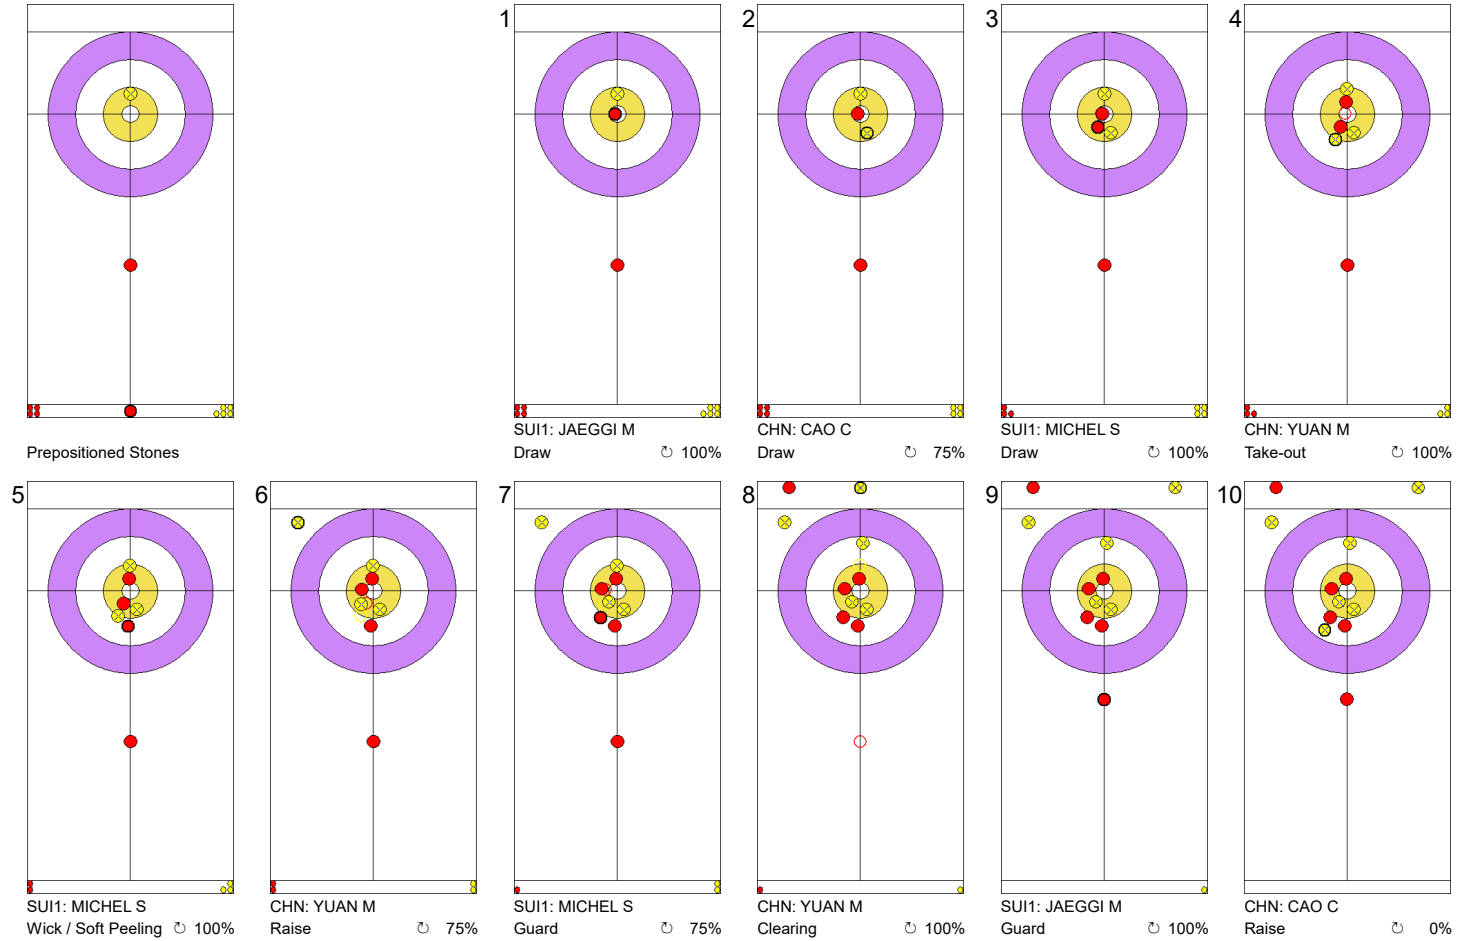 1
2
3
4
Prepositioned Stones
SUI1: JAEGGI M
Draw ↻ 100%
CHN: CAO C
Draw ↻ 75%
SUI1: MICHEL S
Draw ↻ 100%
CHN: YUAN M
Take-out ↻ 100%
5
6
7
8
9
10
SUI1: MICHEL S
Wick / Soft Peeling ↻ 100%
CHN: YUAN M
Raise ↻ 75%
SUI1: MICHEL S
Guard ↻ 75%
CHN: YUAN M
Clearing ↻ 100%
SUI1: JAEGGI M
Guard ↻ 100%
CHN: CAO C
Raise ↻ 0%